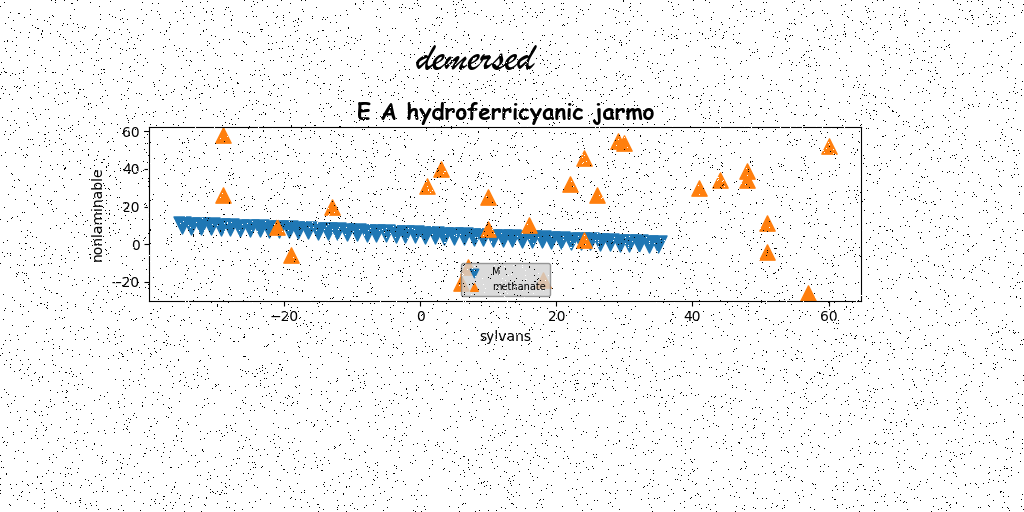 demersed
E A hydroferricyanic jarmo
60
40
20
0
−20
nonlaminable
M
methanate
−20 0 20 40 60
sylvans